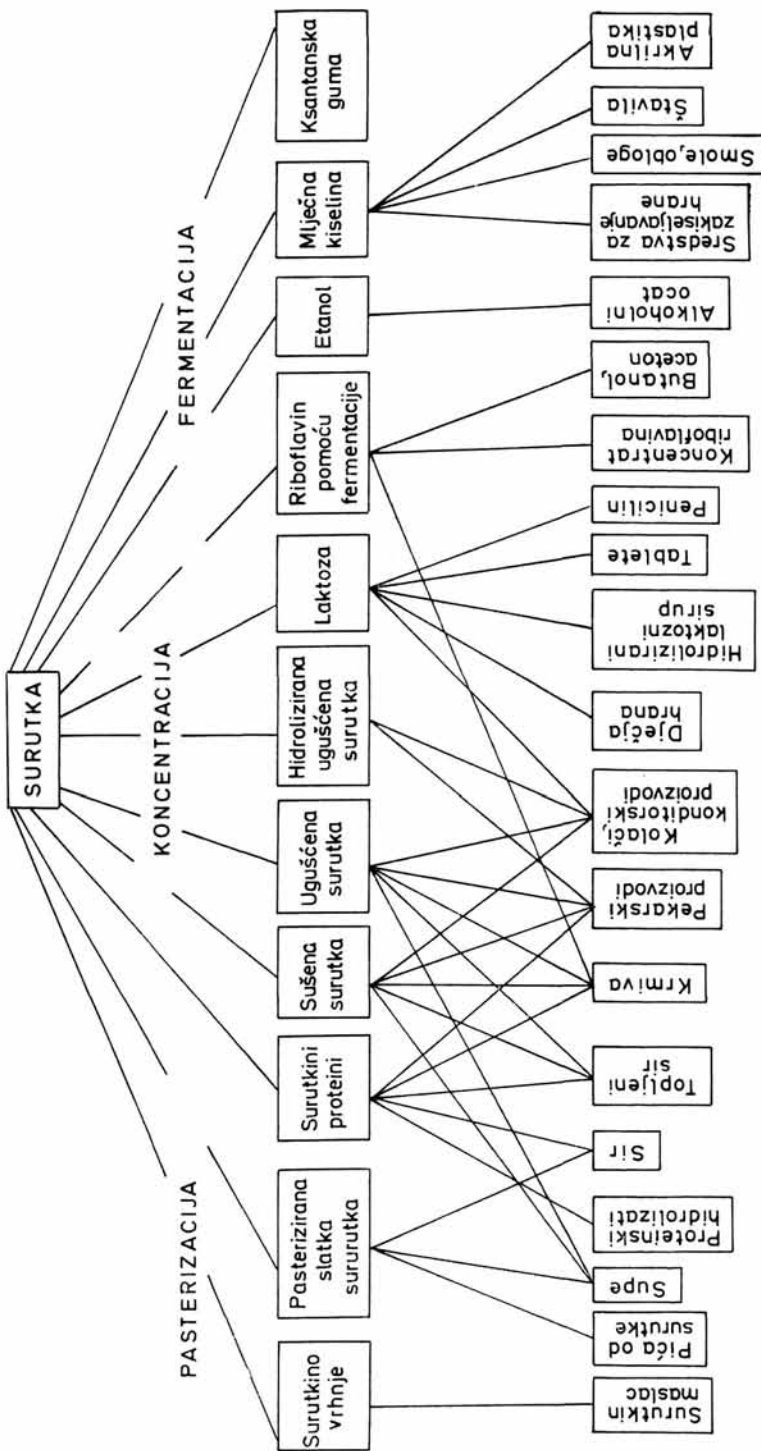 SURUTKA
PASTERIZACIJA
KONCENTRACIJA
FERMENTACIJA
Surutkino
vrhnje
Pasterizirana
slatka
sururutka
Surutkini
proteini
Sušena
surutka
Ugušćena
surutka
Hidrolizirana
ugušćena
surutka
Laktoza
Riboflavin
pomoću
fermentacije
Etanol
Mliječna
kiselina
Ksantanska
guma
Surutkin
maslac
Pića od
surutke
Supe
Proteinski
hidrolizati
Sir
Topljeni
sir
Krmiva
Pekarski
proizvodi
Kolači,
konditorski
proizvodi
Dječja
hrana
Hidrolizirani
laktozni
sirup
Tablete
Penicilin
Koncentrat
riboflavina
Butanol,
aceton
Alkoholni
ocat
Sredstva za
zakiseljavanje
hrane
Smole,obloge
Štavila
Akrilna
plastika